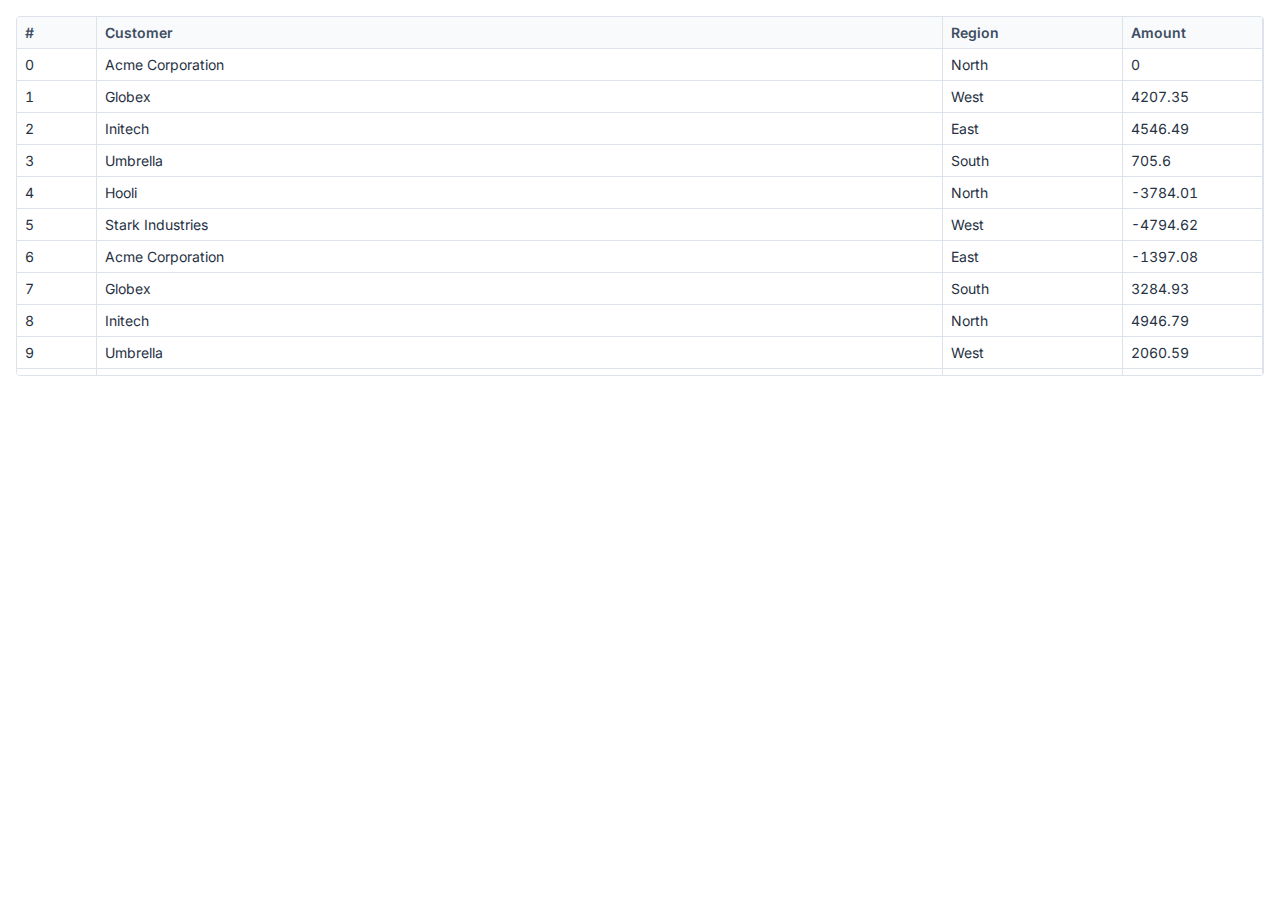 # Customer Region Amount
0 Acme Corporation North 0
1 Globex West 4207.35
2 Initech East 4546.49
3 Umbrella South 705.6
4 Hooli North -3784.01
5 Stark Industries West -4794.62
6 Acme Corporation East -1397.08
7 Globex South 3284.93
8 Initech North 4946.79
9 Umbrella West 2060.59